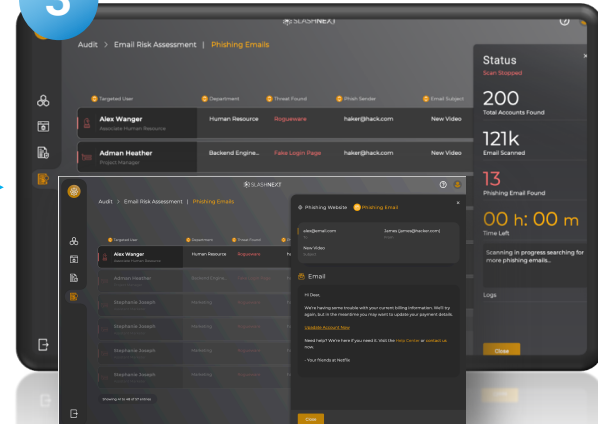 3
SLASHNEXT
Audit > Email Risk Assessment | Phishing Emails
Targeted User Department Threat Found Phish Sender Email Subject
Alex Wanger Human Resource Rogueware haker@hack.com New Video
Associate Human Resource
Adman Heather Backend Engine... Fake Login Page haker@hack.com New Video
Project Manager
Status
Scan Stopped
200
Total Accounts Found
121k
Email Scanned
13
Phishing Email Found
00 h: 00 m
Time Left
Scanning in progress searching for
more phishing emails...
Logs
Close
SLASHNEXT
Audit > Email Risk Assessment | Phishing Emails
Targeted User Department Threat Found
Alex Wanger Human Resource Rogueware
Associate Human Resource
Adman Heather Backend Engine...
Stephanie Joseph Marketing
Stephanie Joseph Marketing
Stephanie Joseph Marketing
Stephanie Joseph Marketing
Phishing Website Phishing Email
alex@email.com James (james@hacker.com)
New Video
Subject
Email
Hi Dear,
We're having some trouble with your current billing information. We'll try
again, but in the meantime you may want to update your payment details.
Update Account Now
Need help? We're here if you need it. Visit the Help Center or contact us
now.
- Your friends at Netflix
Close